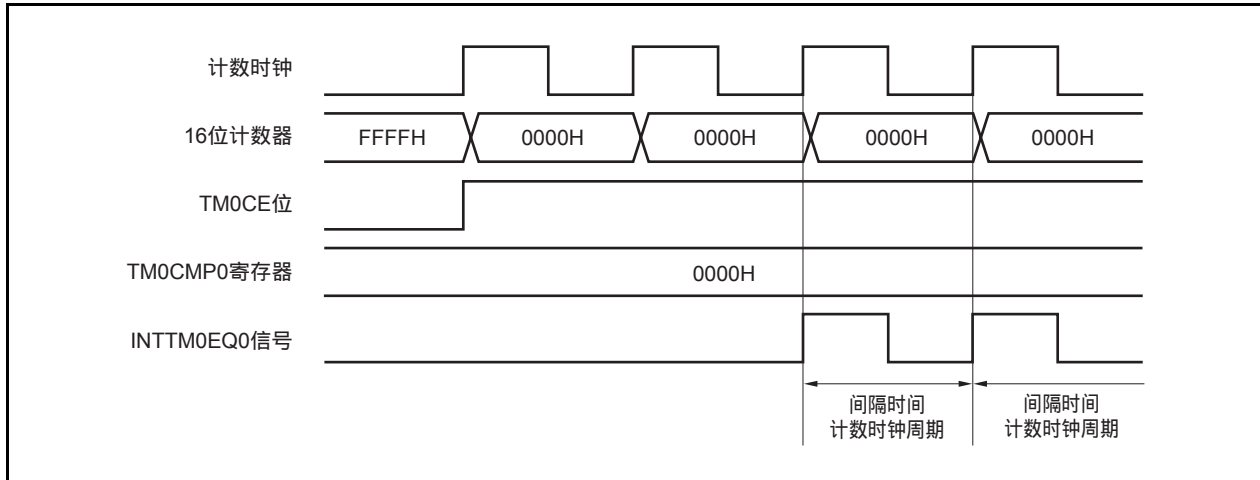 计数时钟
16位计数器
FFFFH
0000H
0000H
0000H
0000H
TM0CE位
TM0CMP0寄存器
0000H
INTTM0EQ0信号
间隔时间
计数时钟周期
间隔时间
计数时钟周期